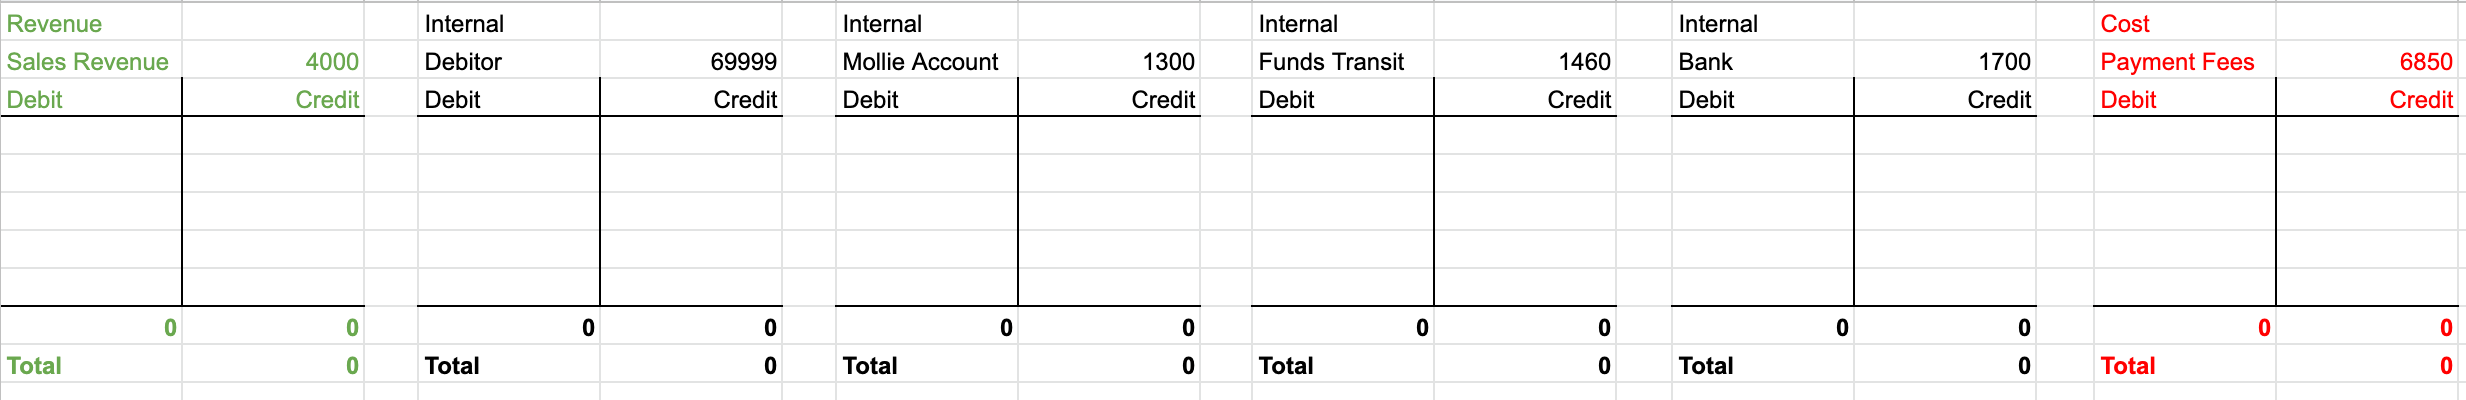 Revenue Internal Internal Internal Internal Cost
Sales Revenue 4000 Debitor 69999 Mollie Account 1300 Funds Transit 1460 Bank 1700 Payment Fees 6850
Debit Credit Debit Credit Debit Credit Debit Credit Debit Credit Debit Credit
0 0 0 0 0 0 0 0 0 0 0 0
Total 0 Total 0 Total 0 Total 0 Total 0 Total 0